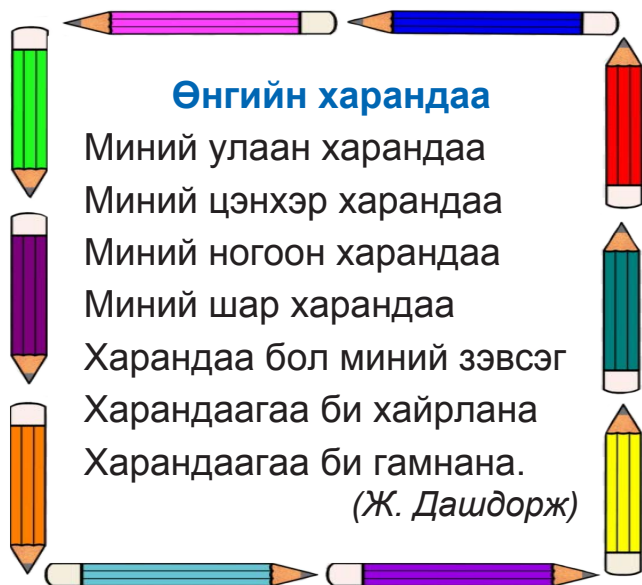 Өнгийн харандаа
Миний улаан харандаа
Миний цэнхэр харандаа
Миний ногоон харандаа
Миний шар харандаа
Харандаа бол миний зэвсэг
Харандаагаа би хайрлана
Харандаагаа би гамнана.
(Ж. Дашдорж)